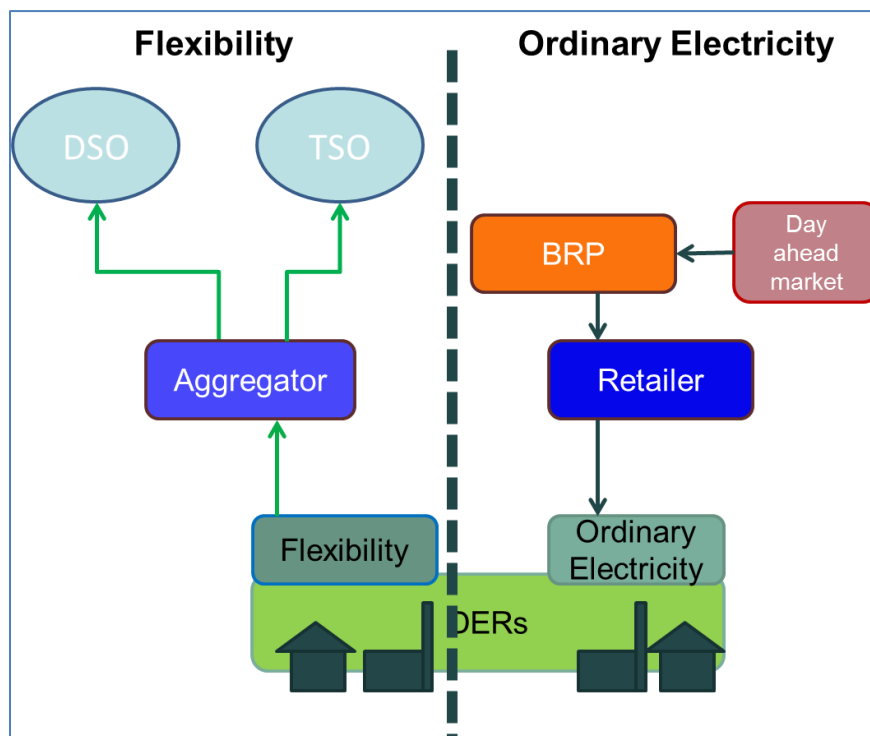 Flexibility
Ordinary Electricity
DSO
TSO
BRP
Day
ahead
market
Aggregator
Retailer
Flexibility
Ordinary
Electricity
DERs